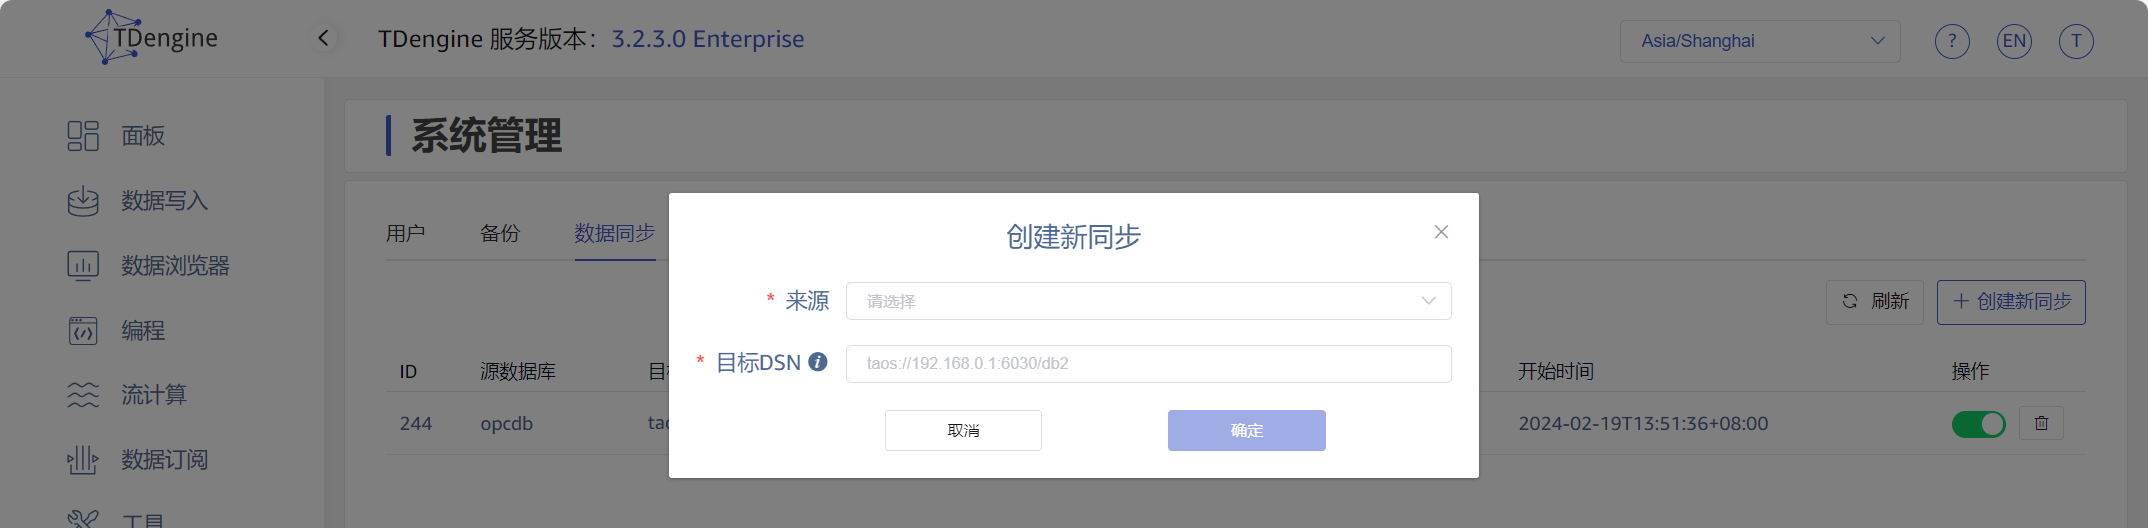 TDengine
TDengine 服务版本：3.2.3.0 Enterprise
Asia/Shanghai
?
EN
T
面板
数据写入
数据浏览器
编程
流计算
数据订阅
工具
系统管理
用户
备份
数据同步
刷新
创建新同步
ID
源数据库
开始时间
操作
244
opcdb
2024-02-19T13:51:36+08:00
创建新同步
* 来源
请选择
* 目标DSN
taos://192.168.0.1:6030/db2
取消
确定